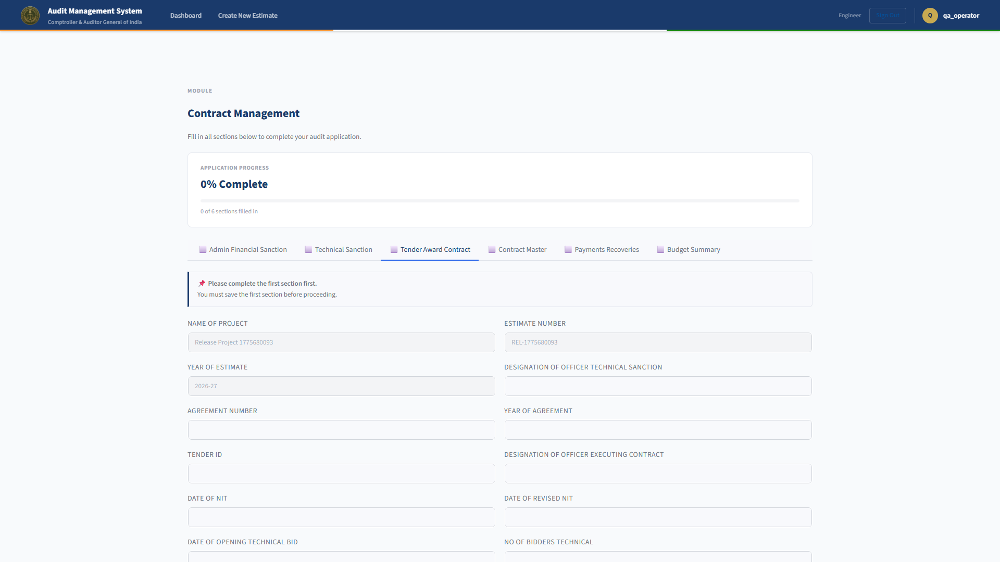 Audit Management System
Comptroller & Auditor General of India
Dashboard
Create New Estimate
Engineer
Sign Out
Q
qa_operator
MODULE
Contract Management
Fill in all sections below to complete your audit application.
APPLICATION PROGRESS
0% Complete
0 of 6 sections filled in
Admin Financial Sanction
Technical Sanction
Tender Award Contract
Contract Master
Payments Recoveries
Budget Summary
Please complete the first section first.
You must save the first section before proceeding.
NAME OF PROJECT
ESTIMATE NUMBER
Release Project 1775680093
REL-1775680093
YEAR OF ESTIMATE
DESIGNATION OF OFFICER TECHNICAL SANCTION
2026-27
AGREEMENT NUMBER
YEAR OF AGREEMENT
TENDER ID
DESIGNATION OF OFFICER EXECUTING CONTRACT
DATE OF NIT
DATE OF REVISED NIT
DATE OF OPENING TECHNICAL BID
NO OF BIDDERS TECHNICAL